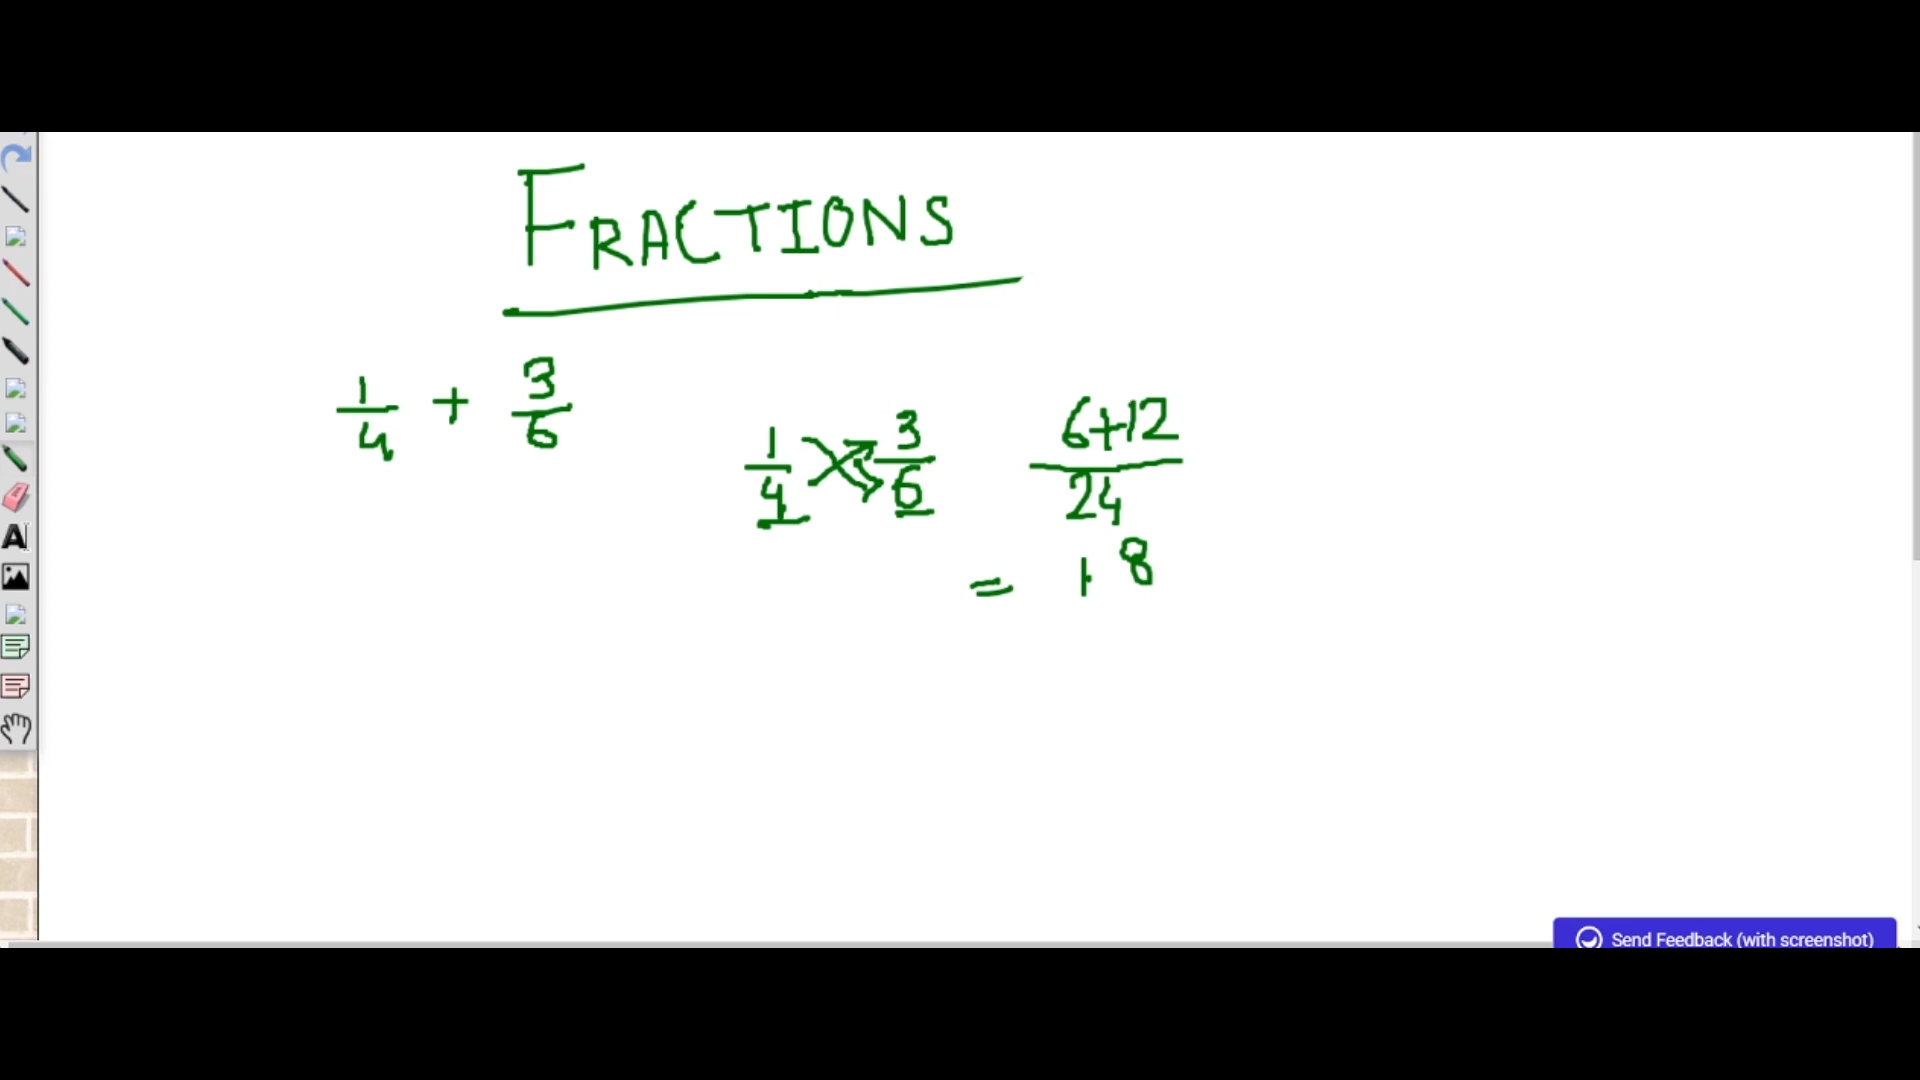 FRACTIONS
1/4 + 3/6
1/4 3/6
6+12/24
= 18
A
Send Feedback (with screenshot)